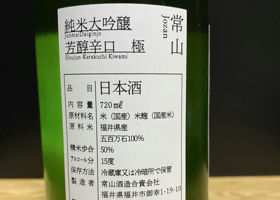 常山
Jozan
純米大吟醸
JunmaiDaiginjo
芳醇辛口 極
Houjun-Karakuchi Kiwami
品目 日本酒
内容量 720mℓ
原材料名 米（国産）米麹（国産米）
原料米 福井県産
五百万石100%
精米歩合 50%
アルコール分 15度
保存方法 冷蔵庫又は冷暗所で保管
製造者 常山酒造合資会社
福井県福井市御幸1-19-10